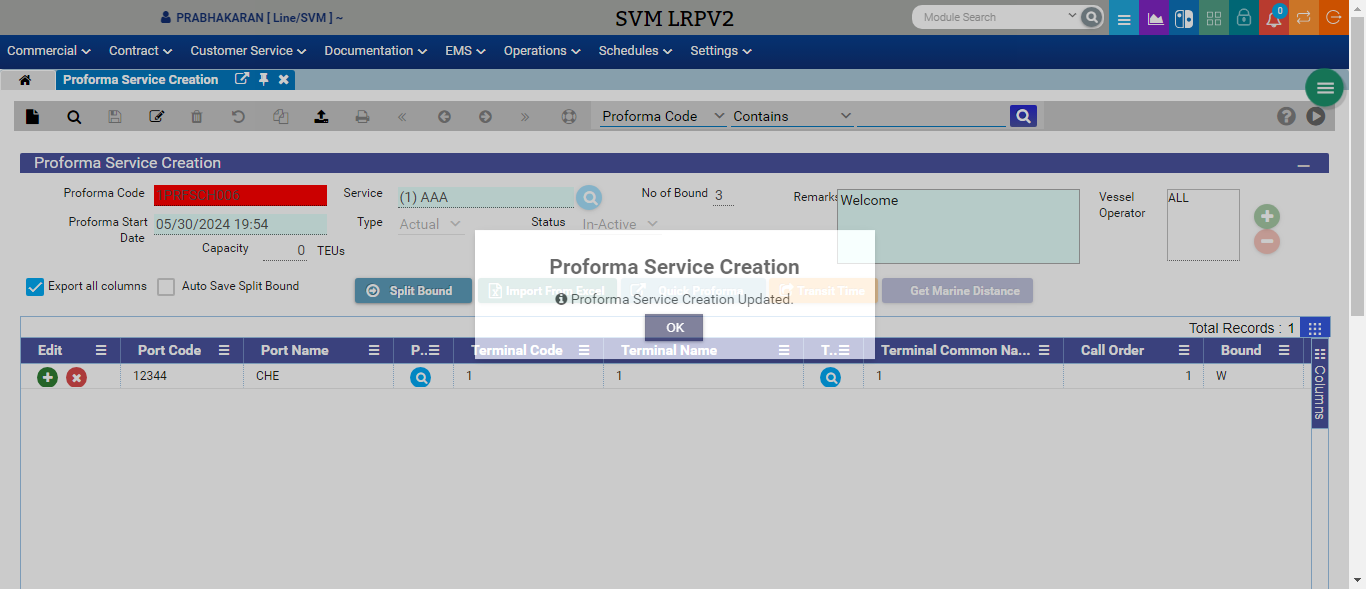 PRABHAKARAN [ Line/SVM ] ~
SVM LRPV2
Module Search
0
Commercial Contract Customer Service Documentation EMS Operations Schedules Settings
Proforma Service Creation
Proforma Code Contains
Proforma Service Creation
Proforma Code TPRFSCH006 Service (1) AAA No of Bound 3 Remarks Welcome Vessel Operator ALL
Proforma Start Date 05/30/2024 19:54 Type Actual Status In-Active
Capacity 0 TEUs
Proforma Service Creation
Export all columns Auto Save Split Bound Split Bound Import From Excel Quick Proforma Transit Time Get Marine Distance
Proforma Service Creation Updated.
OK
Total Records : 1
Edit Port Code Port Name P.. Terminal Code Terminal Name T.. Terminal Common Na... Call Order Bound
12344 CHE 1 1 1 1 W
Columns